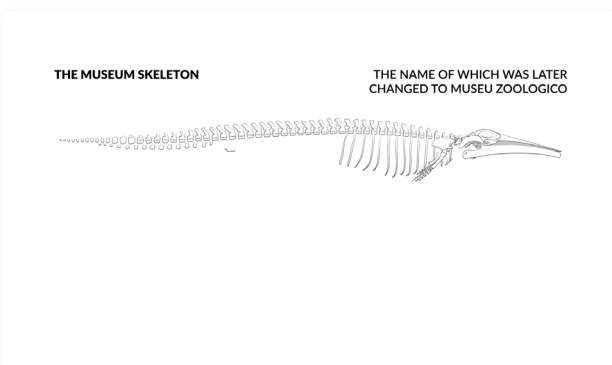 THE MUSEUM SKELETON
THE NAME OF WHICH WAS LATER
CHANGED TO MUSEU ZOOLOGICO